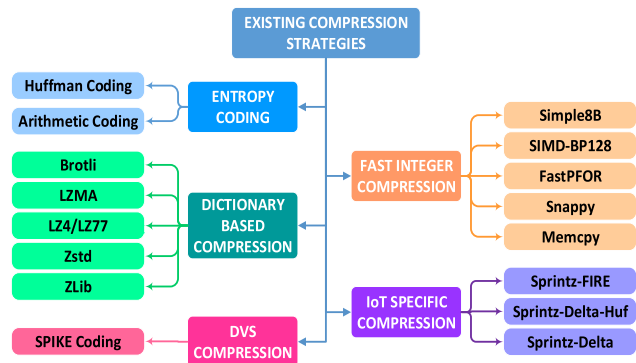 EXISTING COMPRESSION
STRATEGIES
Huffman Coding
Arithmetic Coding
ENTROPY
CODING
Brotli
LZMA
LZ4/LZ77
Zstd
ZLib
DICTIONARY
BASED
COMPRESSION
SPIKE Coding
DVS
COMPRESSION
FAST INTEGER
COMPRESSION
Simple8B
SIMD-BP128
FastPFOR
Snappy
Memcpy
IoT SPECIFIC
COMPRESSION
Sprintz-FIRE
Sprintz-Delta-Huf
Sprintz-Delta